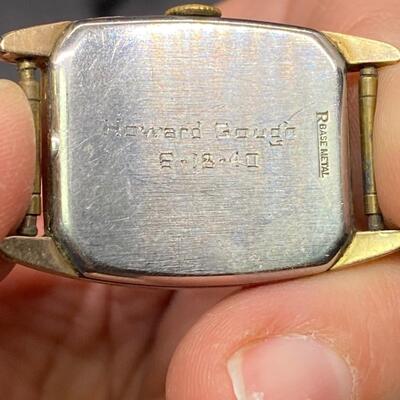 Howard Gough
6-18-40
R BASE METAL